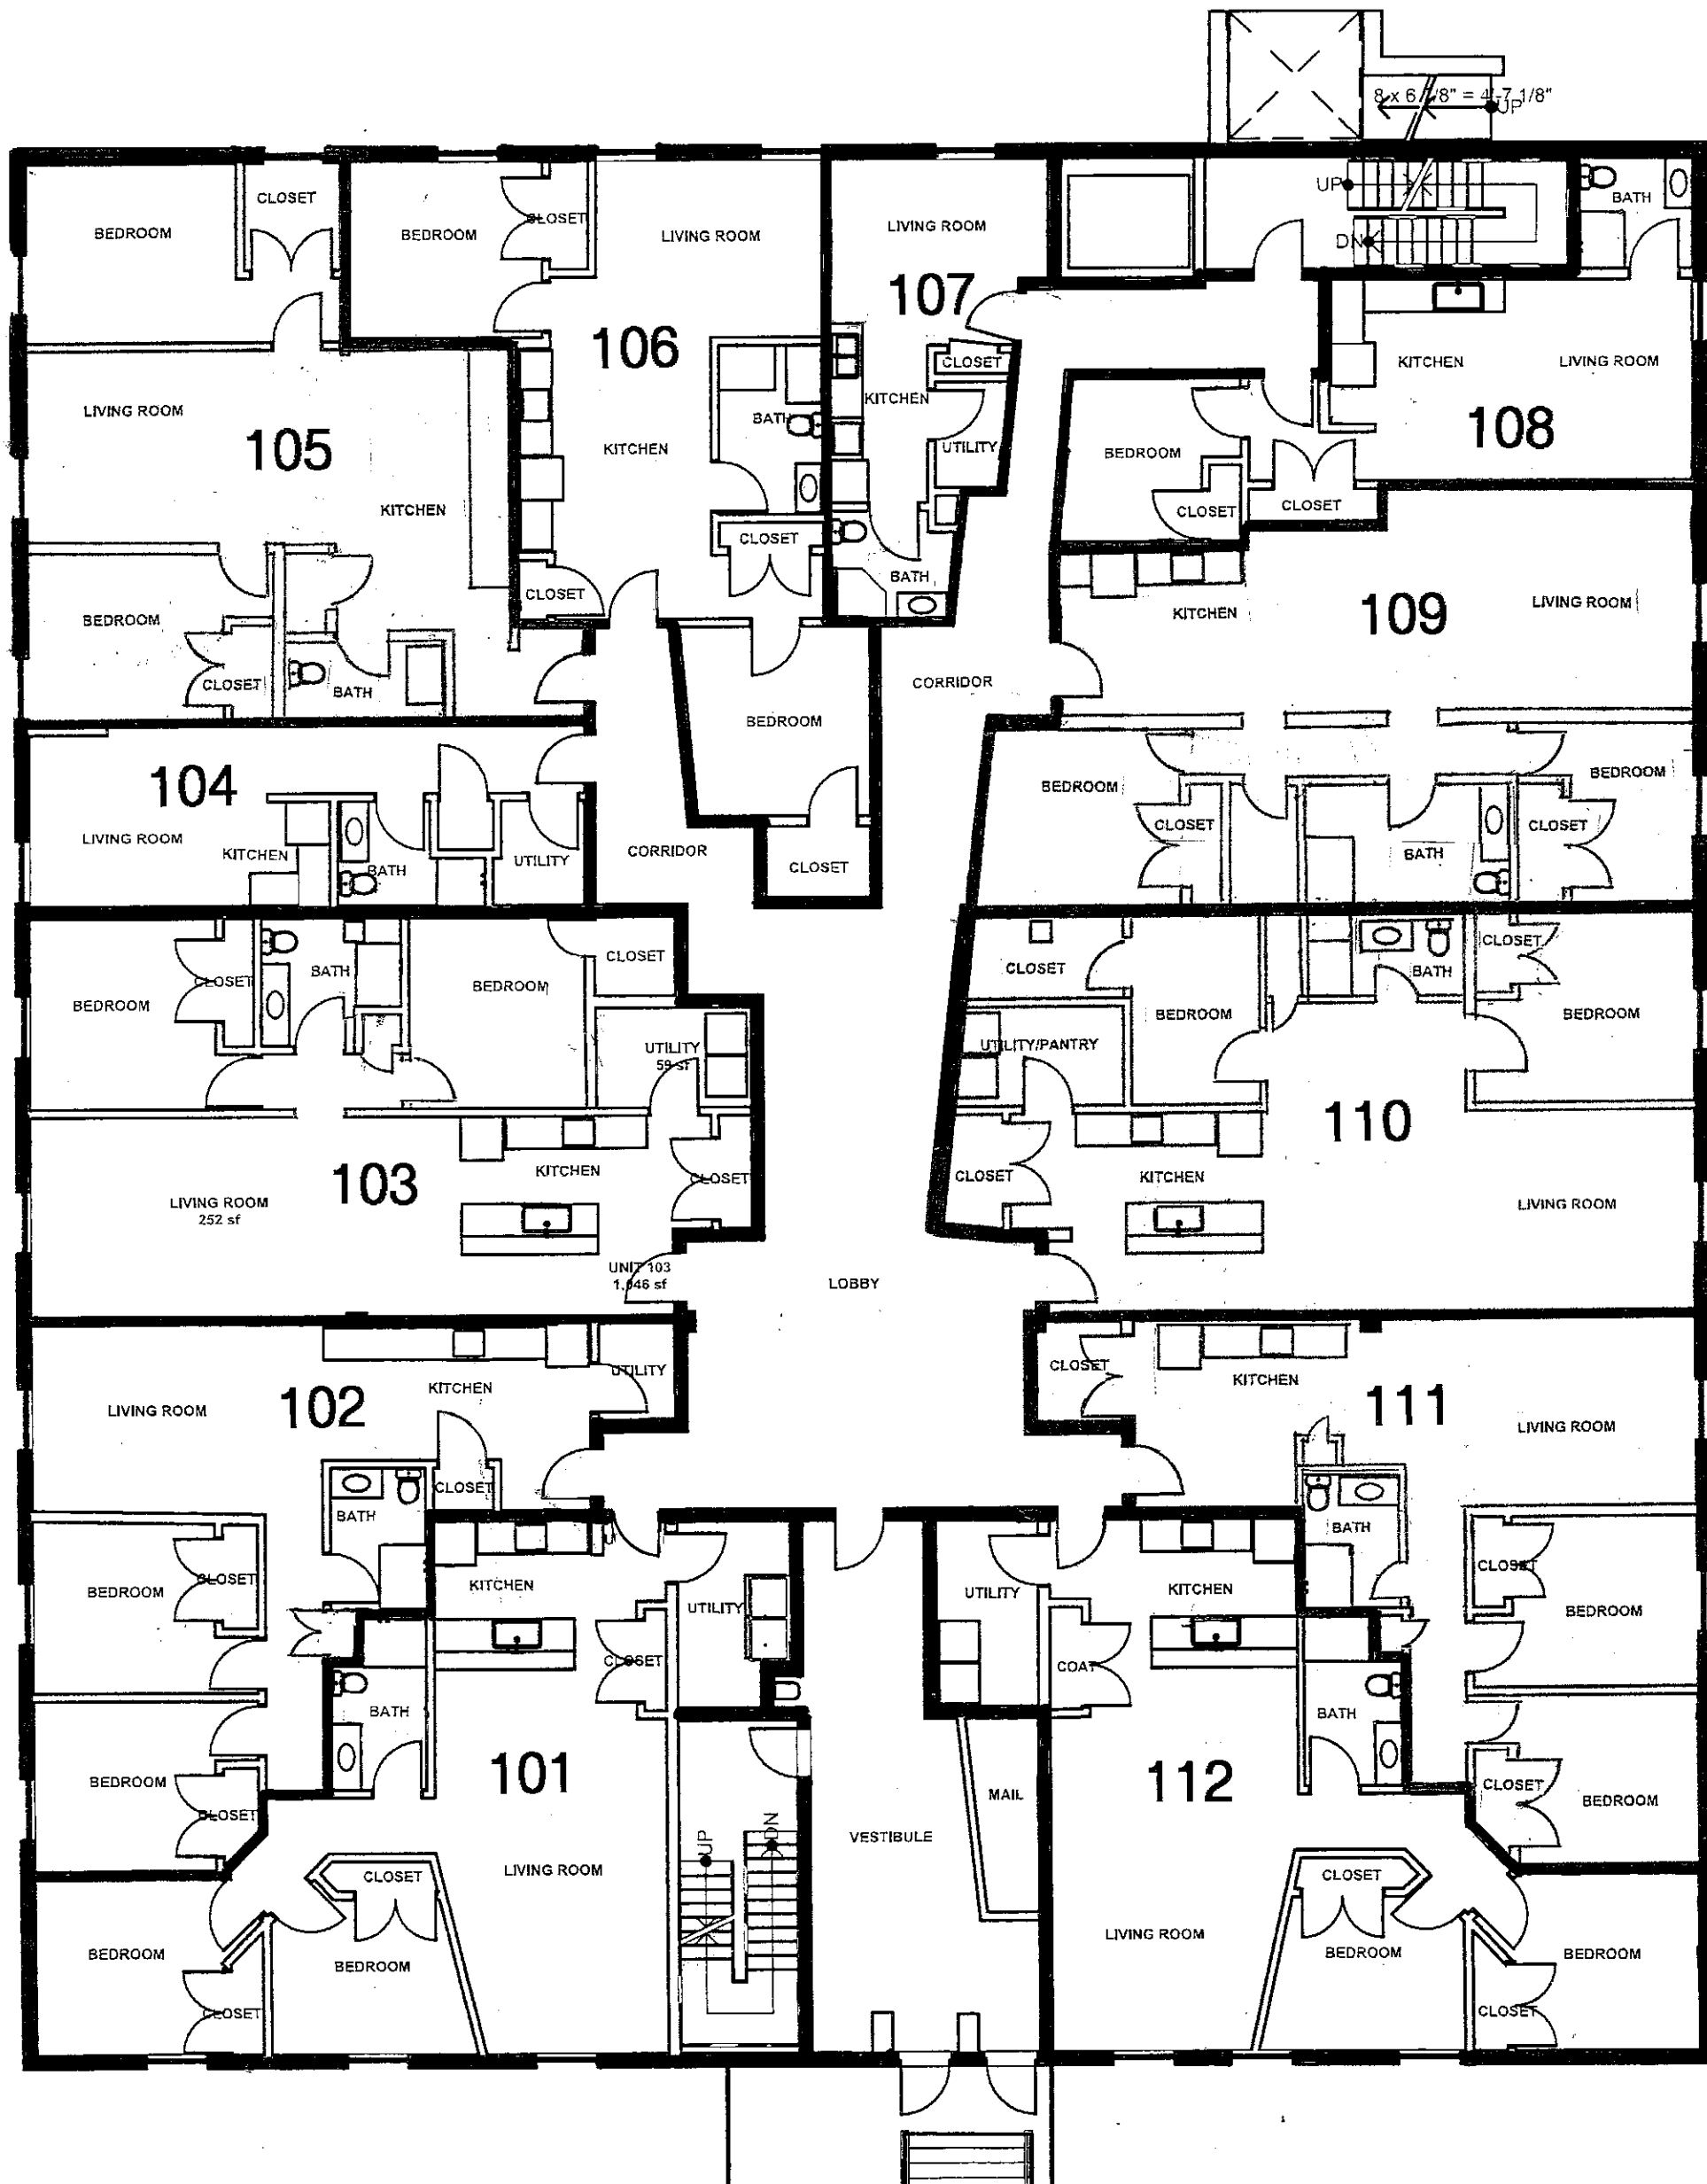 8 x 6 7/8" = 4'-7 1/8"
UP
BEDROOM
CLOSET
BEDROOM
CLOSET
LIVING ROOM
LIVING ROOM
UP
DN
BATH
107
106
KITCHEN
LIVING ROOM
CLOSET
KITCHEN
LIVING ROOM
105
BATH
108
KITCHEN
UTILITY
BEDROOM
KITCHEN
CLOSET
CLOSET
CLOSET
BATH
CLOSET
KITCHEN
109
LIVING ROOM
BEDROOM
CLOSET
BATH
CORRIDOR
BEDROOM
104
BEDROOM
BEDROOM
LIVING ROOM
KITCHEN
BATH
UTILITY
CORRIDOR
CLOSET
CLOSET
BATH
CLOSET
BEDROOM
CLOSET
BATH
BEDROOM
CLOSET
CLOSET
BATH
CLOSET
UTILITY
59 sf
UTILITY/PANTRY
BEDROOM
BEDROOM
110
103
KITCHEN
CLOSET
CLOSET
KITCHEN
LIVING ROOM
252 sf
LIVING ROOM
UNIT 103
1,046 sf
LOBBY
UTILITY
CLOSET
LIVING ROOM
102
KITCHEN
KITCHEN
111
LIVING ROOM
CLOSET
BATH
BATH
BEDROOM
CLOSET
KITCHEN
UTILITY
UTILITY
KITCHEN
CLOSET
BEDROOM
CLOSET
COAT
BATH
BATH
BEDROOM
CLOSET
101
MAIL
112
CLOSET
BEDROOM
UP
DN
VESTIBULE
CLOSET
LIVING ROOM
CLOSET
BEDROOM
BEDROOM
LIVING ROOM
BEDROOM
BEDROOM
CLOSET
CLOSET